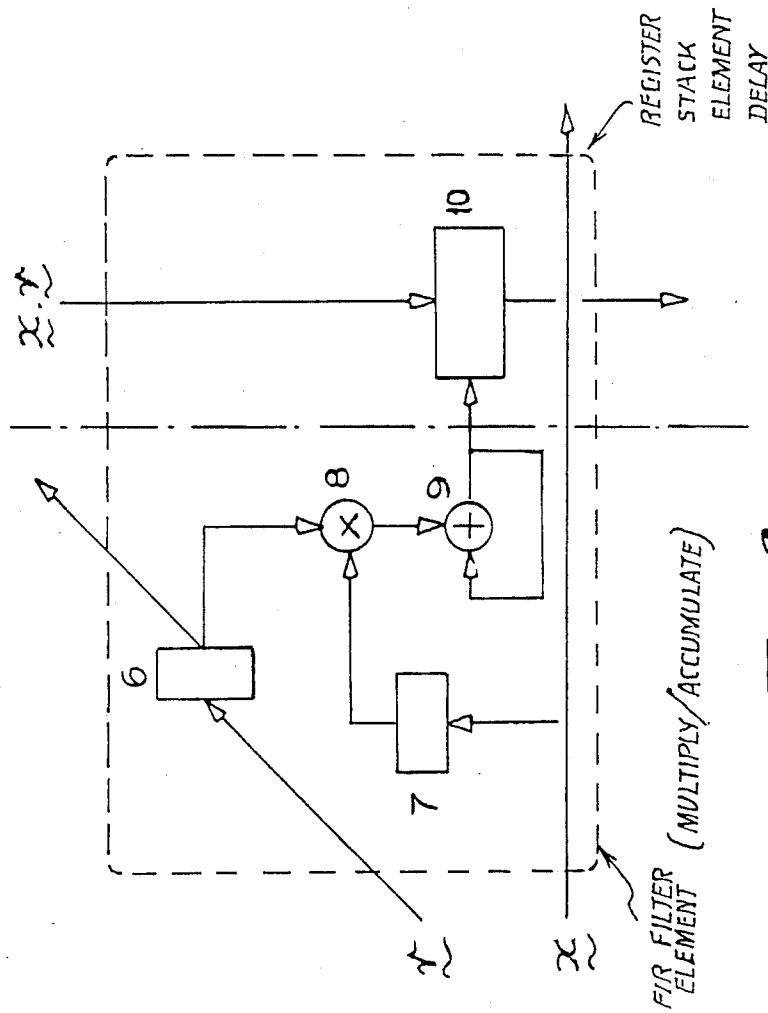 x.r
6
8
9
10
7
r
x
FIR FILTER
ELEMENT (MULTIPLY/ACCUMULATE)
REGISTER
STACK
ELEMENT
DELAY